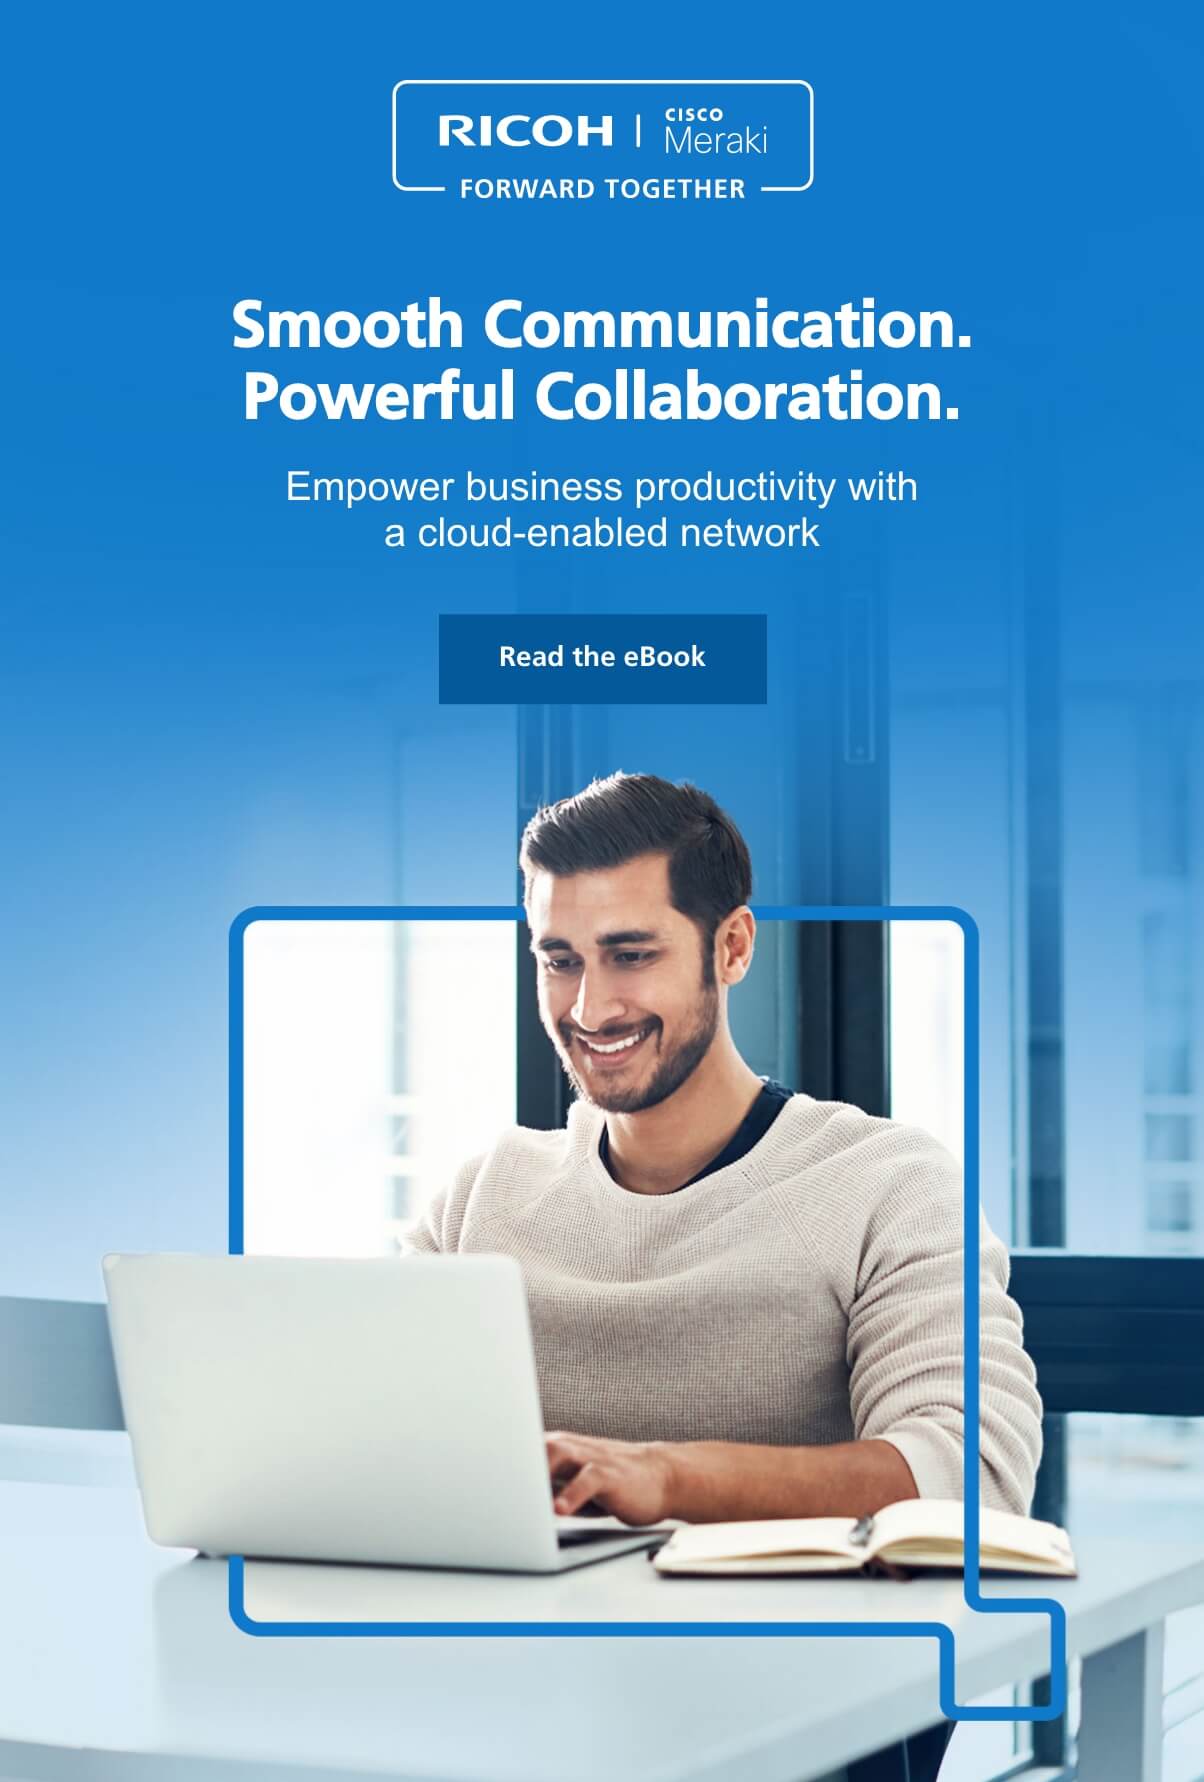 RICOH | CISCO Meraki
FORWARD TOGETHER
Smooth Communication.
Powerful Collaboration.
Empower business productivity with
a cloud-enabled network
Read the eBook